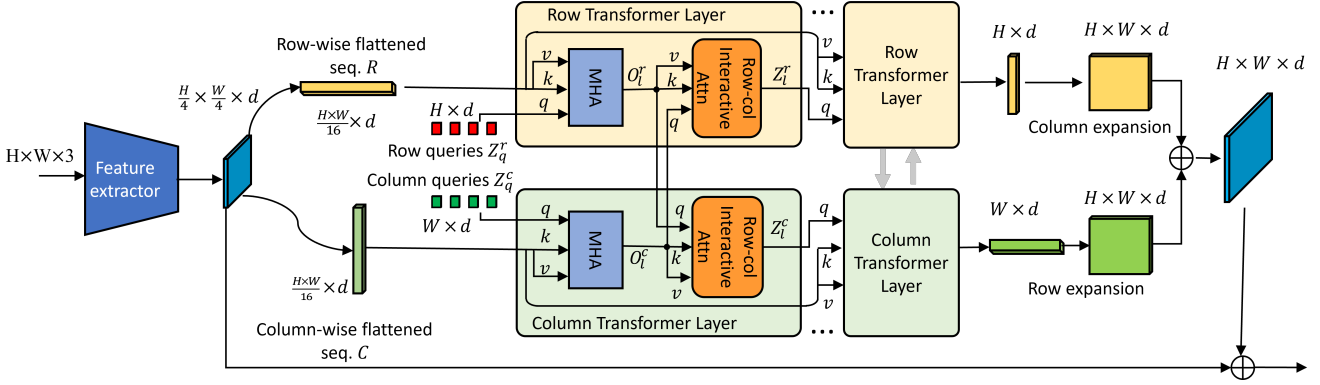 H×W×3
Feature
extractor
H/4 × W/4 × d
Row-wise flattened
seq. R
H×W/16 × d
H × d
Row queries Z_q^r
Column queries Z_q^c
W × d
H×W/16 × d
Column-wise flattened
seq. C
Row Transformer Layer
v
k
q
MHA
O_l^r
v
k
q
Row-col
Interactive
Attn
Z_l^r
...
v
k
q
Row
Transformer
Layer
q
k
v
MHA
O_l^c
q
k
v
Row-col
Interactive
Attn
Z_l^c
Column Transformer Layer
...
q
k
v
Column
Transformer
Layer
H × d
H × W × d
Column expansion
W × d
H × W × d
Row expansion
H × W × d